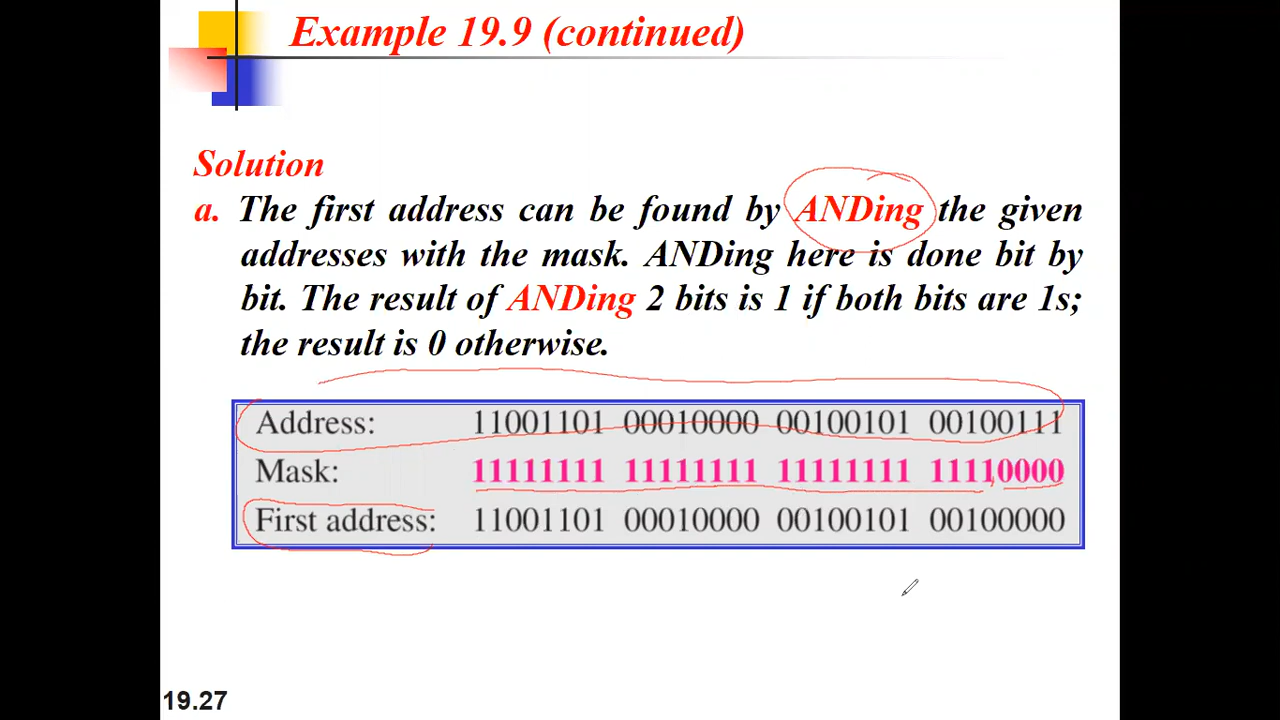 Example 19.9 (continued)
Solution
a. The first address can be found by ANDing the given
addresses with the mask. ANDing here is done bit by
bit. The result of ANDing 2 bits is 1 if both bits are 1s;
the result is 0 otherwise.
Address: 11001101 00010000 00100101 00100111
Mask: 11111111 11111111 11111111 11110000
First address: 11001101 00010000 00100101 00100000
19.27